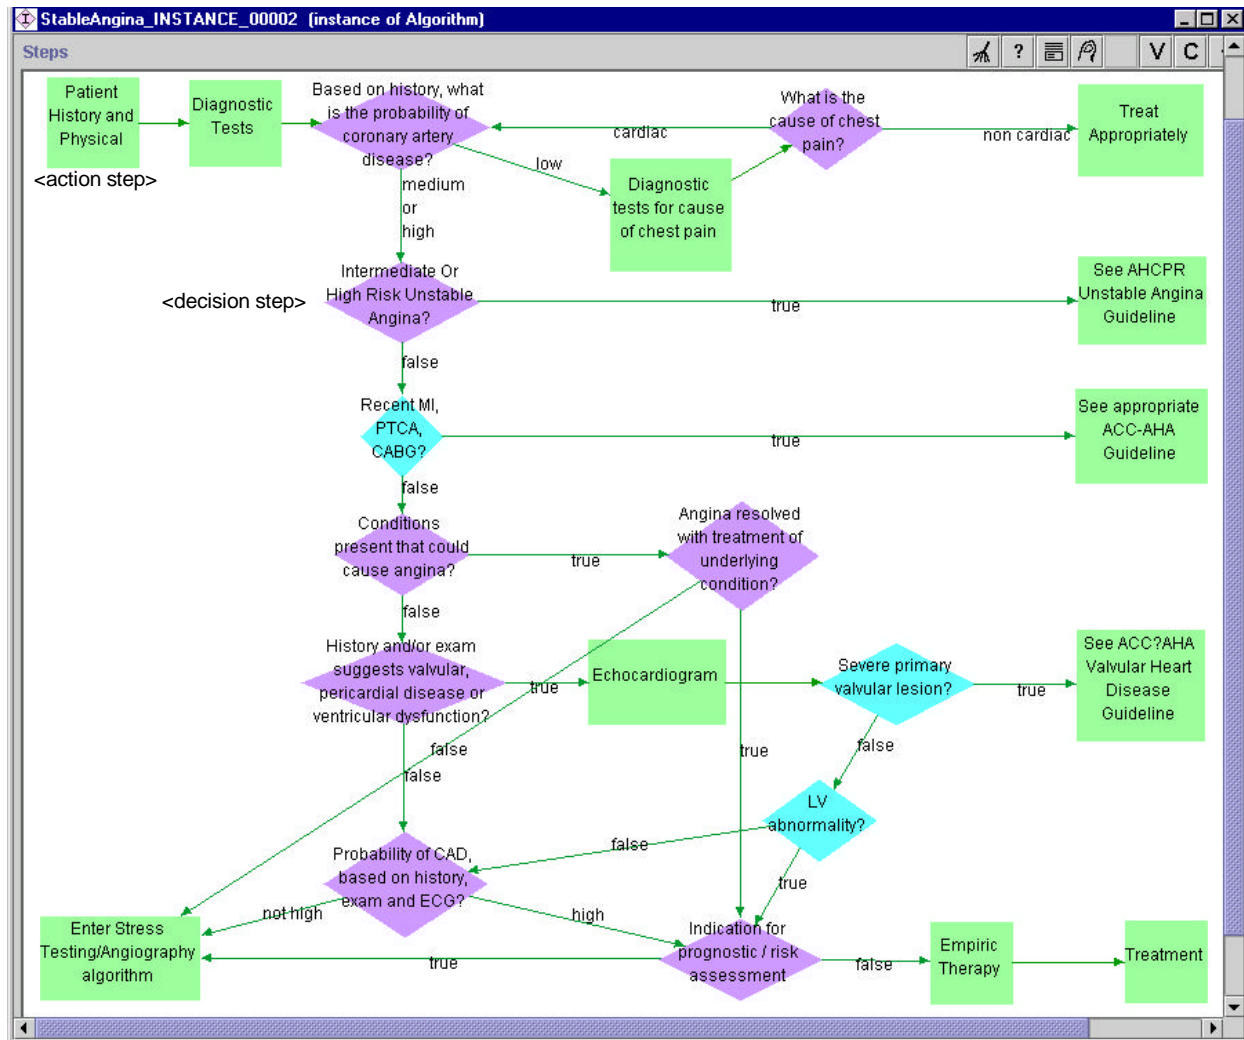 StableAngina_INSTANCE_00002 (instance of Algorithm)
Steps
?
V
C
Patient
History and
Physical
<action step>
Diagnostic
Tests
Based on history, what
is the probability of
coronary artery
disease?
cardiac
What is the
cause of chest
pain?
non cardiac
Treat
Appropriately
low
Diagnostic
tests for cause
of chest pain
medium
or
high
<decision step>
Intermediate Or
High Risk Unstable
Angina?
true
See AHCPR
Unstable Angina
Guideline
false
Recent MI,
PTCA,
CABG?
true
See appropriate
ACC-AHA
Guideline
false
Conditions
present that could
cause angina?
true
Angina resolved
with treatment of
underlying
condition?
false
History and/or exam
suggests valvular,
pericardial disease or
ventricular dysfunction?
true
Echocardiogram
Severe primary
valvular lesion?
true
See ACC?AHA
Valvular Heart
Disease
Guideline
false
false
true
false
LV
abnormality?
false
true
Probability of CAD,
based on history,
exam and ECG?
not high
high
Enter Stress
Testing/Angiography
algorithm
true
Indication for
prognostic / risk
assessment
false
Empiric
Therapy
Treatment